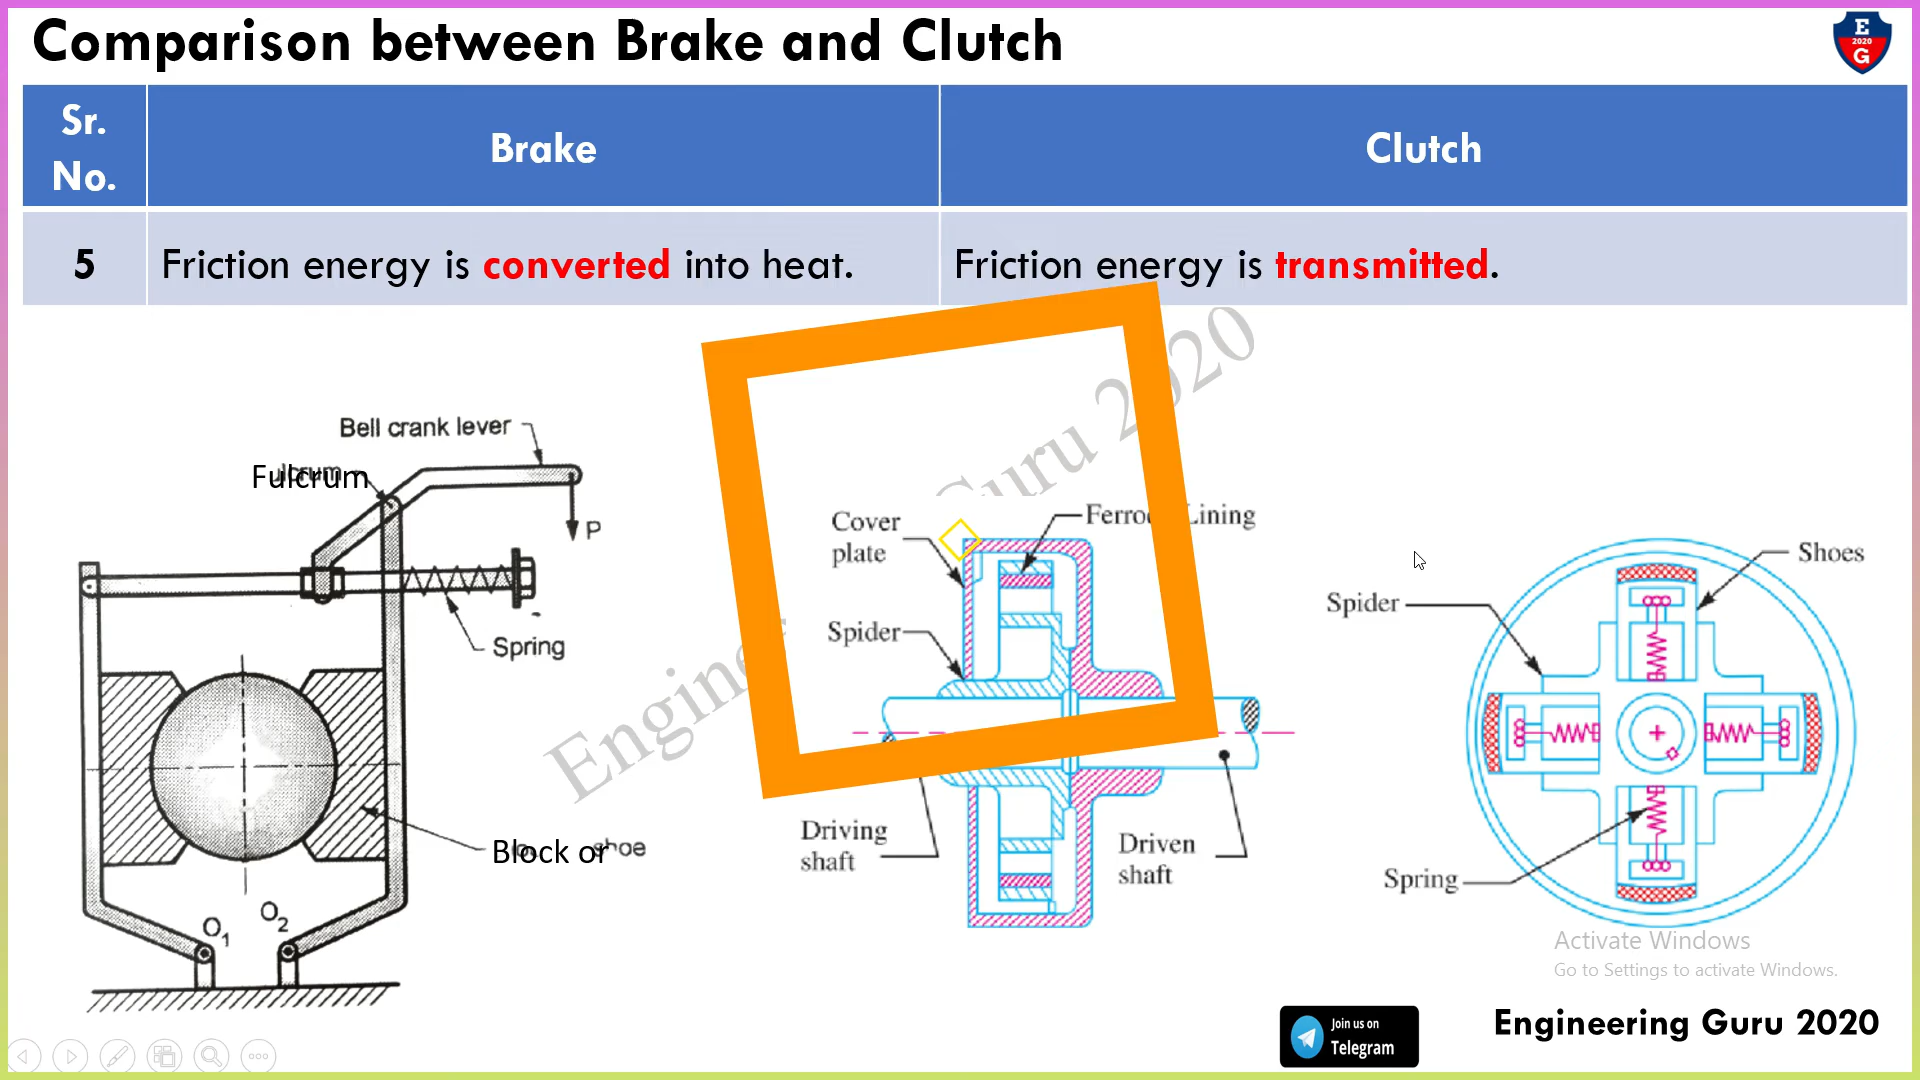 Comparison between Brake and Clutch
E
2020
G
Sr.
No.
Brake
Clutch
5
Friction energy is converted into heat.
Friction energy is transmitted.
Bell crank lever
Fulcrum
P
Spring
Block or shoe
O1
O2
Guru 2020
Cover
plate
Lining
Spider
Driving
shaft
Driven
shaft
Shoes
Spider
Spring
Activate Windows
Go to Settings to activate Windows.
Join us on
Telegram
Engineering Guru 2020